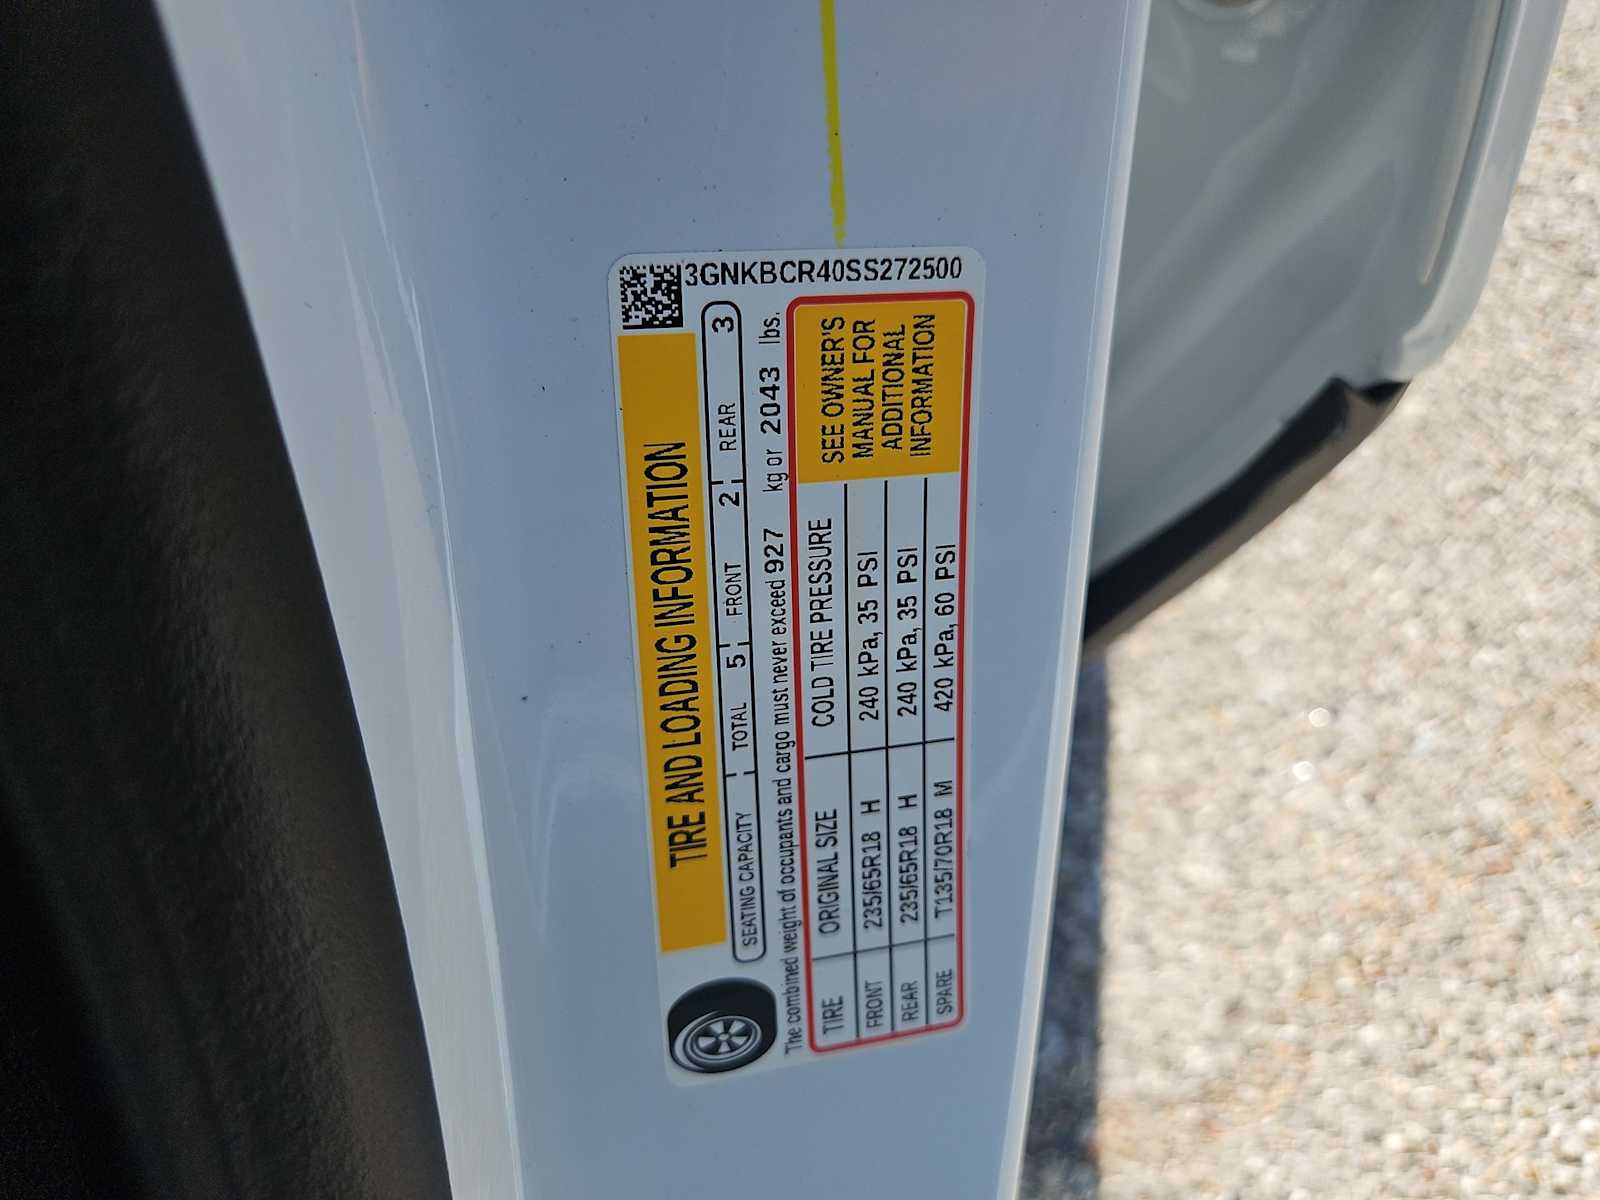 3GNKBCR40SS272500
TIRE AND LOADING INFORMATION
SEATING CAPACITY TOTAL 5 FRONT 2 REAR 3
The combined weight of occupants and cargo must never exceed 927 kg or 2043 lbs.
TIRE ORIGINAL SIZE COLD TIRE PRESSURE
FRONT 235/65R18 H 240 kPa, 35 PSI
REAR 235/65R18 H 240 kPa, 35 PSI
SPARE T135/70R18 M 420 kPa, 60 PSI
SEE OWNER'S
MANUAL FOR
ADDITIONAL
INFORMATION